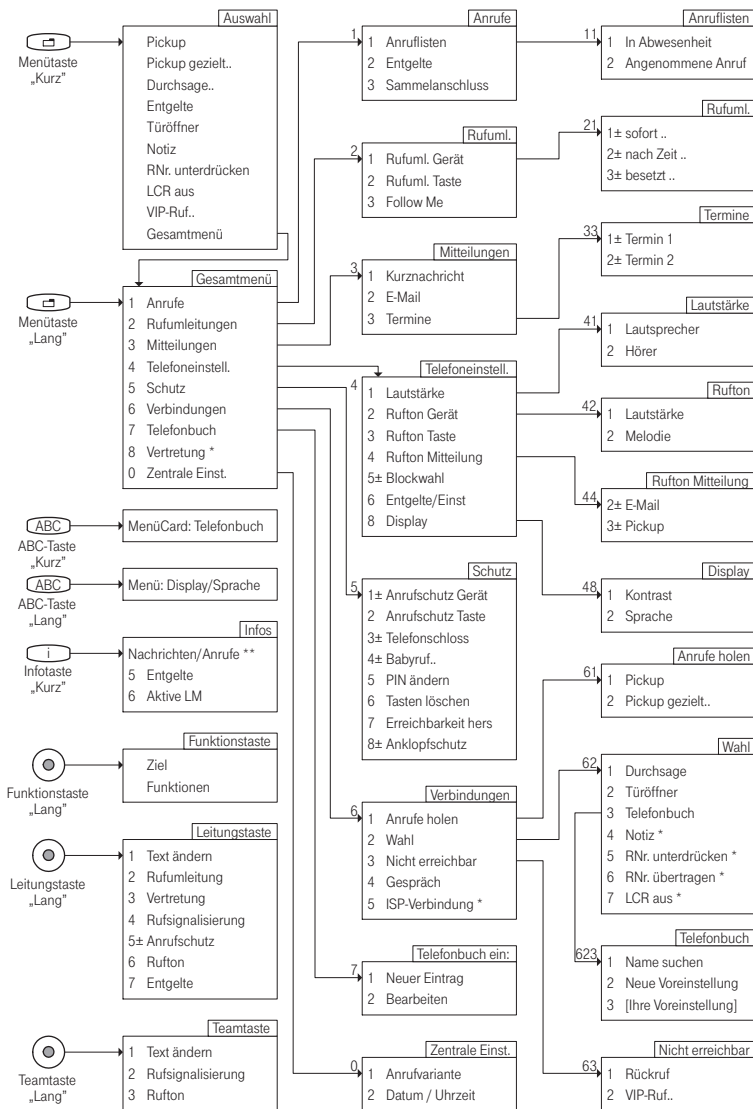 Auswahl
Pickup
Pickup gezielt..
Durchsage..
Entgelte
Türöffner
Notiz
RNr. unterdrücken
LCR aus
VIP-Ruf..
Gesamtmenü
Menütaste
„Kurz"
Gesamtmenü
1 Anrufe
2 Rufumleitungen
3 Mitteilungen
4 Telefoneinstell.
5 Schutz
6 Verbindungen
7 Telefonbuch
8 Vertretung *
0 Zentrale Einst.
Menütaste
„Lang"
ABC
MenüCard: Telefonbuch
ABC-Taste
„Kurz"
ABC
Menü: Display/Sprache
ABC-Taste
„Lang"
Infos
Nachrichten/Anrufe **
5 Entgelte
6 Aktive LM
i
Infotaste
„Kurz"
Funktionstaste
Ziel
Funktionen
Funktionstaste
„Lang"
Leitungstaste
1 Text ändern
2 Rufumleitung
3 Vertretung
4 Rufsignalisierung
5± Anrufschutz
6 Rufton
7 Entgelte
Leitungstaste
„Lang"
Teamtaste
1 Text ändern
2 Rufsignalisierung
3 Rufton
Teamtaste
„Lang"
Anrufe
1
1 Anruflisten
2 Entgelte
3 Sammelanschluss
Rufuml.
2
1 Rufuml. Gerät
2 Rufuml. Taste
3 Follow Me
Mitteilungen
3
1 Kurznachricht
2 E-Mail
3 Termine
Telefoneinstell.
4
1 Lautstärke
2 Rufton Gerät
3 Rufton Taste
4 Rufton Mitteilung
5± Blockwahl
6 Entgelte/Einst
8 Display
Schutz
5
1± Anrufschutz Gerät
2 Anrufschutz Taste
3± Telefonschloss
4± Babyruf..
5 PIN ändern
6 Tasten löschen
7 Erreichbarkeit hers
8± Anklopfschutz
Verbindungen
6
1 Anrufe holen
2 Wahl
3 Nicht erreichbar
4 Gespräch
5 ISP-Verbindung *
Telefonbuch ein:
7
1 Neuer Eintrag
2 Bearbeiten
Zentrale Einst.
0
1 Anrufvariante
2 Datum / Uhrzeit
Anruflisten
11
1 In Abwesenheit
2 Angenommene Anruf
Rufuml.
21
1± sofort ..
2± nach Zeit ..
3± besetzt ..
Termine
33
1± Termin 1
2± Termin 2
Lautstärke
41
1 Lautsprecher
2 Hörer
Rufton
42
1 Lautstärke
2 Melodie
Rufton Mitteilung
44
2± E-Mail
3± Pickup
Display
48
1 Kontrast
2 Sprache
Anrufe holen
61
1 Pickup
2 Pickup gezielt..
Wahl
62
1 Durchsage
2 Türöffner
3 Telefonbuch
4 Notiz *
5 RNr. unterdrücken *
6 RNr. übertragen *
7 LCR aus *
Telefonbuch
623
1 Name suchen
2 Neue Voreinstellung
3 [Ihre Voreinstellung]
Nicht erreichbar
63
1 Rückruf
2 VIP-Ruf..